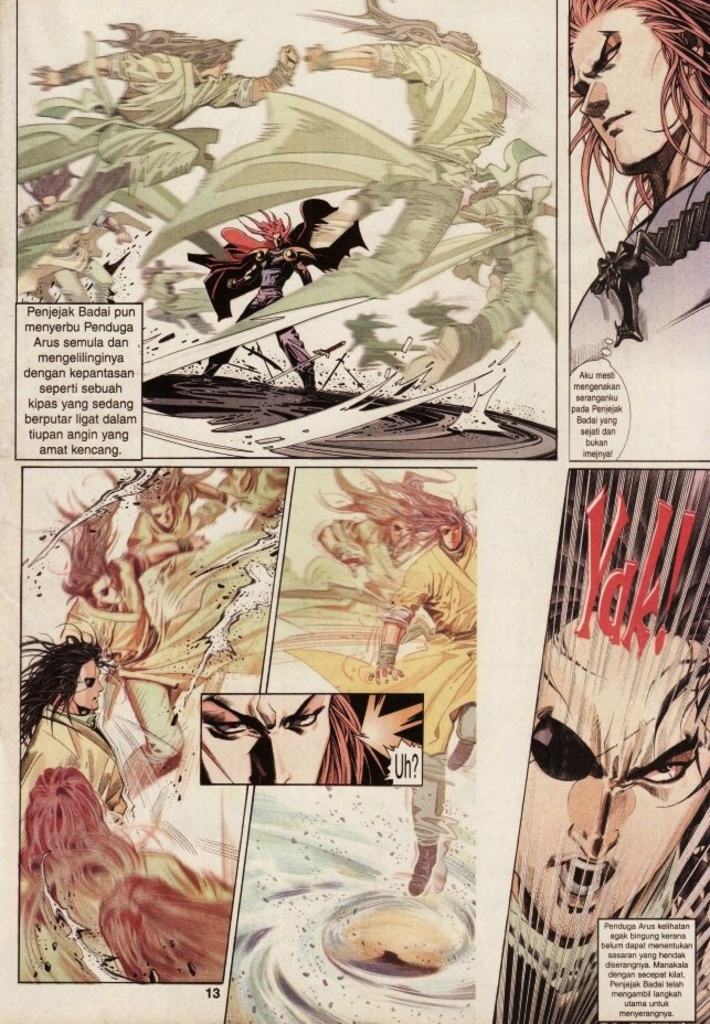 Penjejak Badai pun
menyerbu Penduga
Arus semula dan
mengelilinginya
dengan kepantasan
seperti sebuah
kipas yang sedang
berputar ligat dalam
tiupan angin yang
amat kencang.
Aku mesti
mengenakan
seranganku
pada Penjejak
Badai yang
sejati dan
bukan
imejnya!
Uh?
Yak!
Penduga Arus kelihatan
agak bingung kerana
belum dapat menentukan
sasaran yang hendak
diserangnya. Manakala
dengan secepat kilat,
Penjejak Badai telah
mengambil langkah
utama untuk
menyerangnya.
13